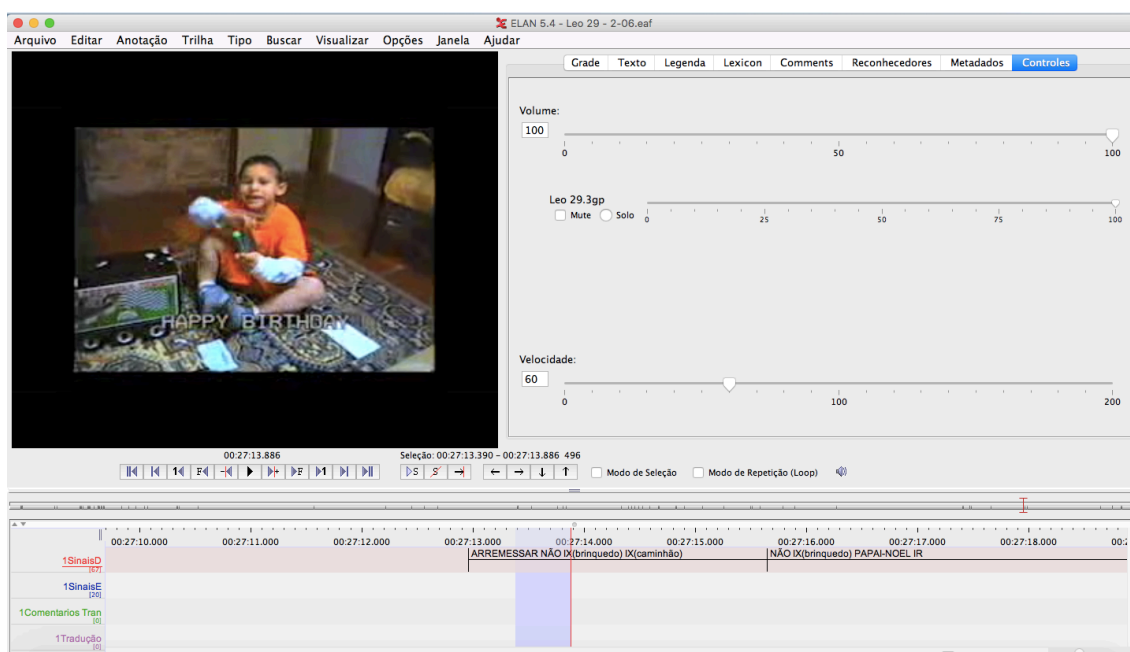 ELAN 5.4 - Leo 29 - 2-06.eaf
Arquivo Editar Anotação Trilha Tipo Buscar Visualizar Opções Janela Ajudar
Grade Texto Legenda Lexicon Comments Reconhecedores Metadados Controles
Volume:
100
0 50 100
Leo 29.3gp
Mute Solo 0 25 50 75 100
HAPPY BIRTHDAY
Velocidade:
60
0 100 200
00:27:13.886
Seleção: 00:27:13.390 - 00:27:13.886 496
Modo de Seleção Modo de Repetição (Loop)
00:27:10.000 00:27:11.000 00:27:12.000 00:27:13.000 00:27:14.000 00:27:15.000 00:27:16.000 00:27:17.000 00:27:18.000 00:2
1SinaisD
[67]
ARREMESSAR NÃO IX(brinquedo) IX(caminhão) NÃO IX(brinquedo) PAPAI-NOEL IR
1SinaisE
[20]
1Comentarios Tran
[0]
1Tradução
[0]